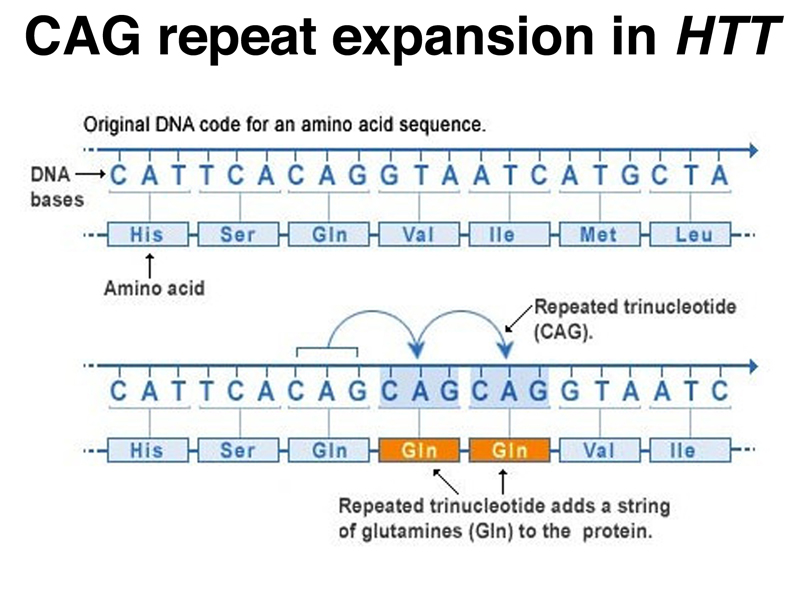 CAG repeat expansion in HTT
Original DNA code for an amino acid sequence.
DNA bases
C A T T C A C A G G T A A T C A T G C T A
His Ser Gln Val Ile Met Leu
Amino acid
Repeated trinucleotide
(CAG).
C A T T C A C A G C A G C A G G T A A T C
His Ser Gln Gln Gln Val Ile
Repeated trinucleotide adds a string
of glutamines (Gln) to the protein.